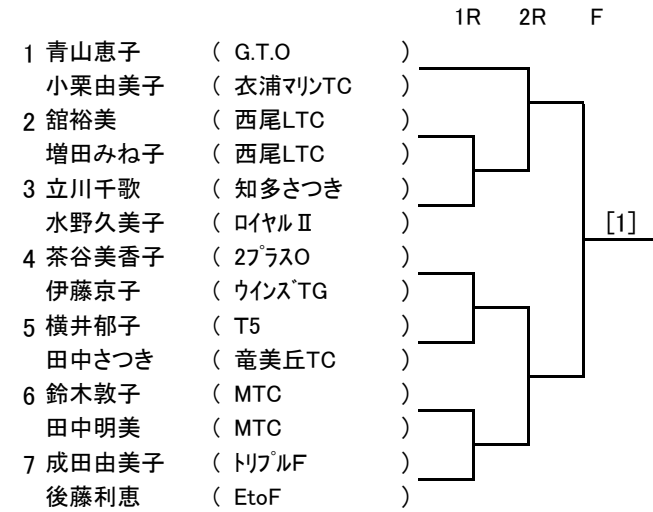 1R 2R F
1 青山恵子 ( G.T.O )
小栗由美子 ( 衣浦マリンTC )
2 舘裕美 ( 西尾LTC )
増田みね子 ( 西尾LTC )
3 立川千歌 ( 知多さつき )
水野久美子 ( ロイヤルⅡ )
[1]
4 茶谷美香子 ( 2プラスO )
伊藤京子 ( ウインズTG )
5 横井郁子 ( T5 )
田中さつき ( 竜美丘TC )
6 鈴木敦子 ( MTC )
田中明美 ( MTC )
7 成田由美子 ( トリプルF )
後藤利恵 ( EtoF )